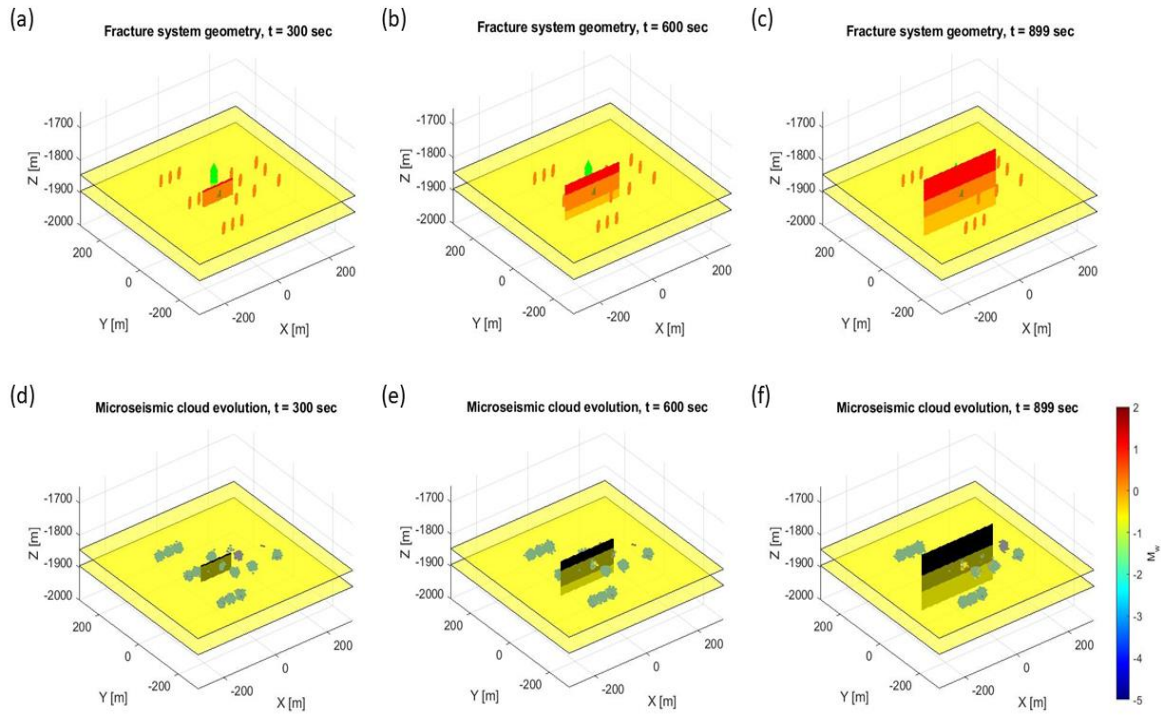 (a)
Fracture system geometry, t = 300 sec
-1700
-1800
-1900
-2000
Z [m]
200
0
-200
Y [m]
-200
0
200
X [m]
(b)
Fracture system geometry, t = 600 sec
-1700
-1800
-1900
-2000
Z [m]
200
0
-200
Y [m]
-200
0
200
X [m]
(c)
Fracture system geometry, t = 899 sec
-1700
-1800
-1900
-2000
Z [m]
200
0
-200
Y [m]
-200
0
200
X [m]
(d)
Microseismic cloud evolution, t = 300 sec
-1700
-1800
-1900
-2000
Z [m]
200
0
-200
Y [m]
-200
0
200
X [m]
(e)
Microseismic cloud evolution, t = 600 sec
-1700
-1800
-1900
-2000
Z [m]
200
0
-200
Y [m]
-200
0
200
X [m]
(f)
Microseismic cloud evolution, t = 899 sec
-1700
-1800
-1900
-2000
Z [m]
200
0
-200
Y [m]
-200
0
200
X [m]
2
1
0
-1
-2
-3
-4
-5
Mw